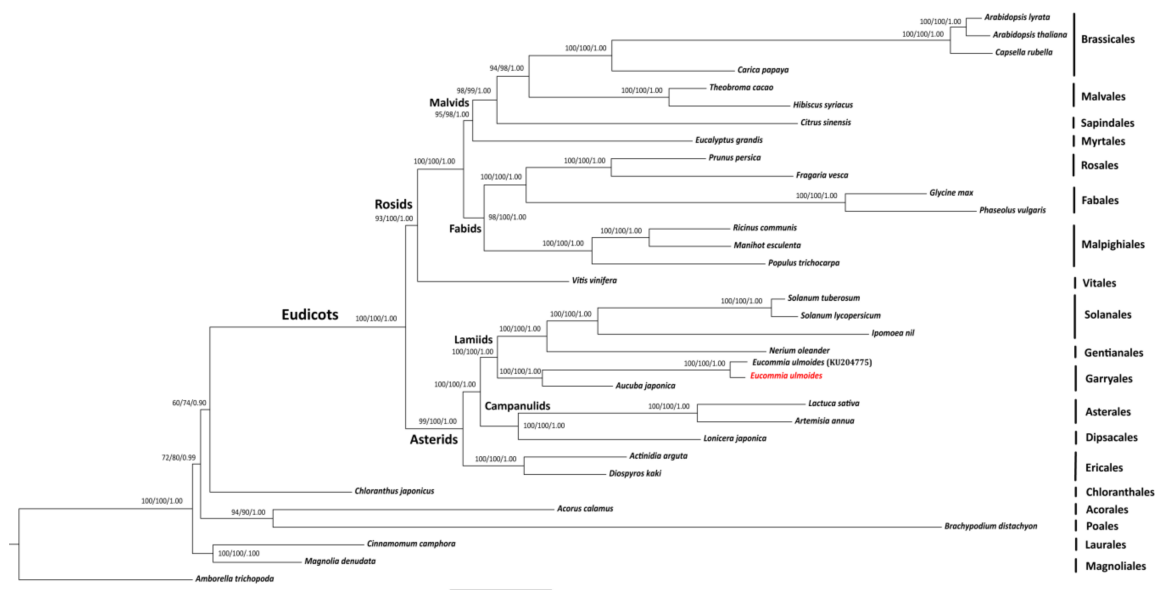 Arabidopsis lyrata
100/100/1.00
Arabidopsis thaliana
100/100/1.00
Brassicales
100/100/1.00
Capsella rubella
94/98/1.00
Carica papaya
Theobroma cacao
98/99/1.00
100/100/1.00
Malvales
Malvids
Hibiscus syriacus
95/98/1.00
Citrus sinensis
Sapindales
Eucalyptus grandis
Myrtales
Prunus persica
100/100/1.00
100/100/1.00
Rosales
100/100/1.00
Fragaria vesca
Glycine max
100/100/1.00
Fabales
Rosids
Phaseolus vulgaris
93/100/1.00
98/100/1.00
Fabids
Ricinus communis
100/100/1.00
100/100/1.00
Manihot esculenta
Malpighiales
Populus trichocarpa
Vitis vinifera
Vitales
Solanum tuberosum
100/100/1.00
Eudicots
100/100/1.00
Solanum lycopersicum
Solanales
100/100/1.00
100/100/1.00
Ipomoea nil
Lamiids
100/100/1.00
Nerium oleander
Gentianales
100/100/1.00
Eucommia ulmoides (KU204775)
100/100/1.00
Eucommia ulmoides
Garryales
Aucuba japonica
100/100/1.00
Campanulids
Lactuca sativa
100/100/1.00
Asterales
60/74/0.90
99/100/1.00
Artemisia annua
100/100/1.00
Asterids
Lonicera japonica
Dipsacales
Actinidia arguta
72/80/0.99
100/100/1.00
Ericales
Diospyros kaki
Chloranthus japonicus
Chloranthales
100/100/1.00
Acorus calamus
Acorales
94/90/1.00
Brachypodium distachyon
Poales
Cinnamomum camphora
Laurales
100/100/.100
Magnolia denudata
Magnoliales
Amborella trichopoda